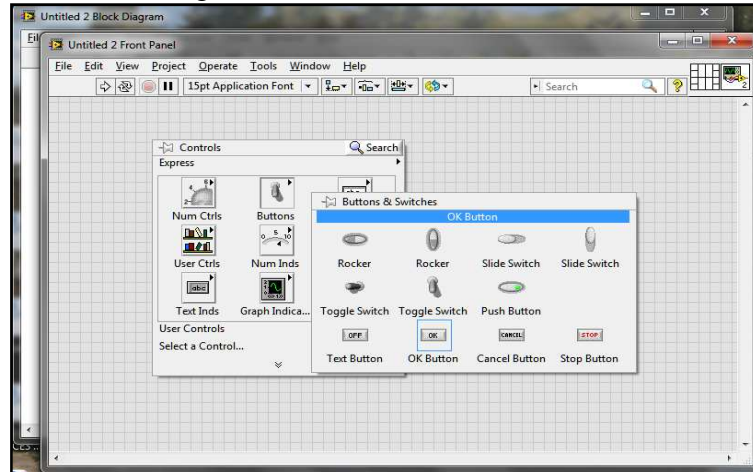 Untitled 2 Block Diagram
Untitled 2 Front Panel
File Edit View Project Operate Tools Window Help
15pt Application Font
Search
2
Controls
Search
Express
Num Ctrls Buttons
User Ctrls Num Inds
Text Inds Graph Indica...
User Controls
Select a Control...
Buttons & Switches
OK Button
Rocker Rocker Slide Switch Slide Switch
Toggle Switch Toggle Switch Push Button
OFF OK CANCEL STOP
Text Button OK Button Cancel Button Stop Button